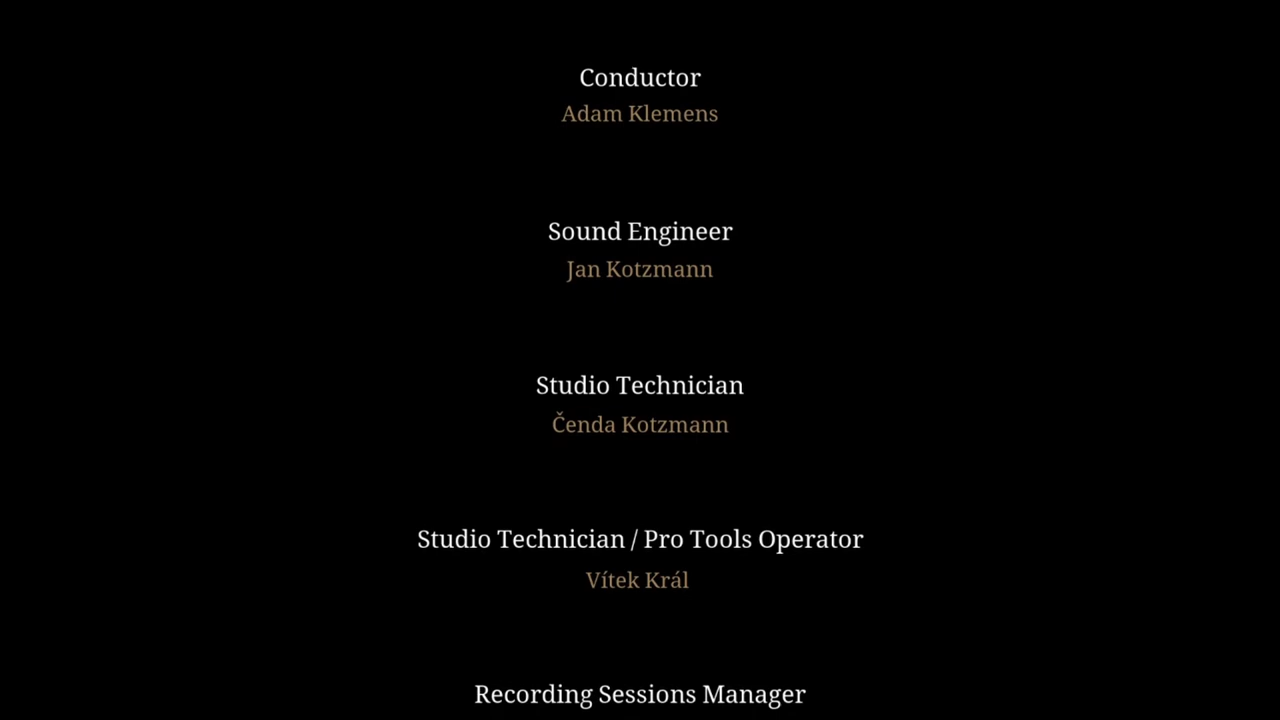 Conductor
Adam Klemens
Sound Engineer
Jan Kotzmann
Studio Technician
Čenda Kotzmann
Studio Technician / Pro Tools Operator
Vítek Král
Recording Sessions Manager